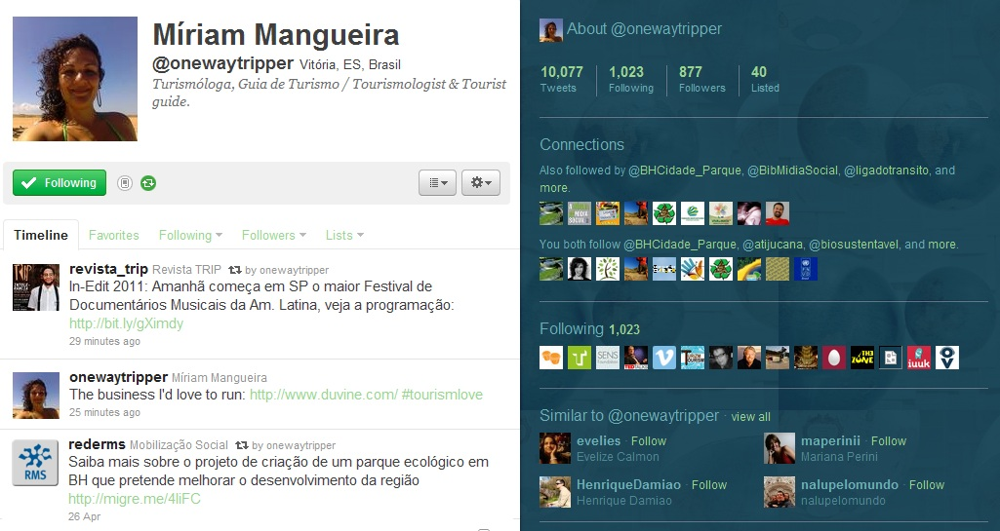 Míriam Mangueira
@onewaytripper Vitória, ES, Brasil
Turismóloga, Guia de Turismo / Tourismologist & Tourist
guide.
Following
Timeline Favorites Following Followers Lists
revista_trip Revista TRIP by onewaytripper
In-Edit 2011: Amanhã começa em SP o maior Festival de
Documentários Musicais da Am. Latina, veja a programação:
http://bit.ly/gXimdy
29 minutes ago
onewaytripper Míriam Mangueira
The business I'd love to run: http://www.duvine.com/ #tourismlove
25 minutes ago
RMS
rederms Mobilização Social by onewaytripper
Saiba mais sobre o projeto de criação de um parque ecológico em
BH que pretende melhorar o desenvolvimento da região
http://migre.me/4liFC
26 Apr
About @onewaytripper
10,077 1,023 877 40
Tweets Following Followers Listed
Connections
Also followed by @BHCidade_Parque, @BibMidiaSocial, @ligadotransito, and
more.
You both follow @BHCidade_Parque, @atijucana, @biosustentavel, and more.
Following 1,023
SENS
THE
ZONE
iuuk
Similar to @onewaytripper · view all
evelies · Follow
Evelize Calmon
maperinii · Follow
Mariana Perini
HenriqueDamiao · Follow
Henrique Damiao
nalupelomundo · Follow
nalupelomundo